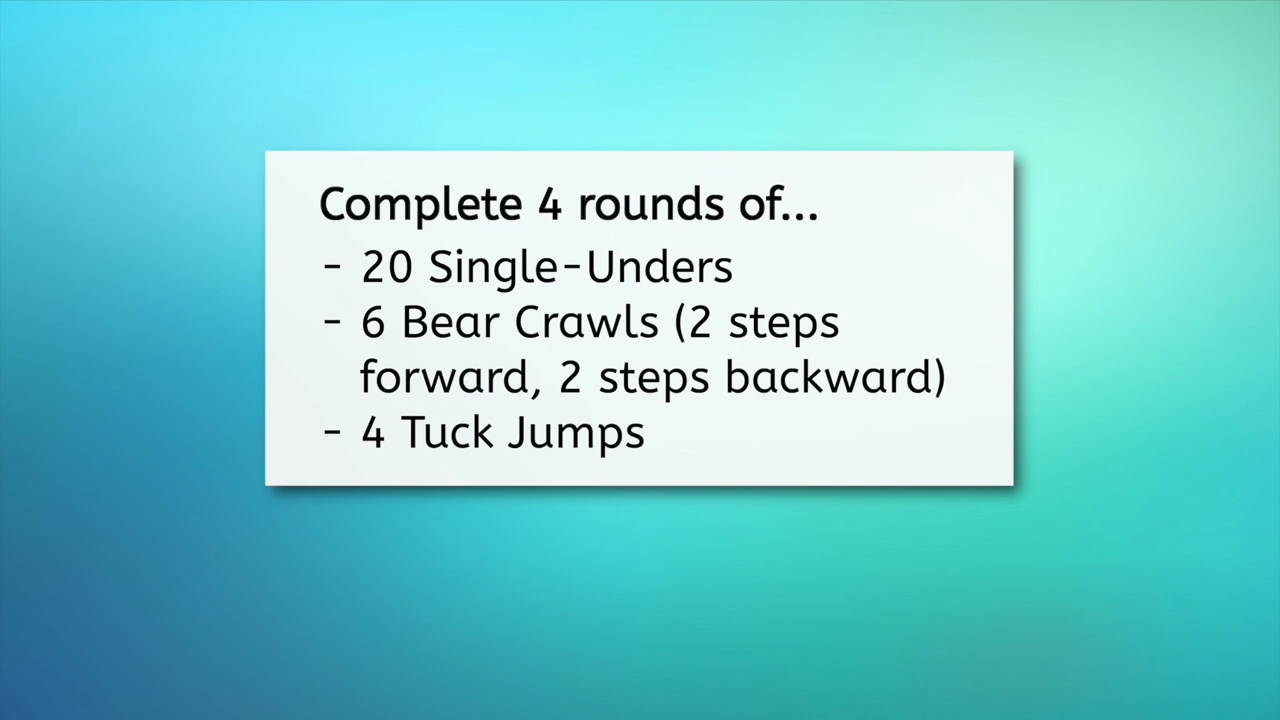 Complete 4 rounds of...
- 20 Single-Unders
- 6 Bear Crawls (2 steps
forward, 2 steps backward)
- 4 Tuck Jumps